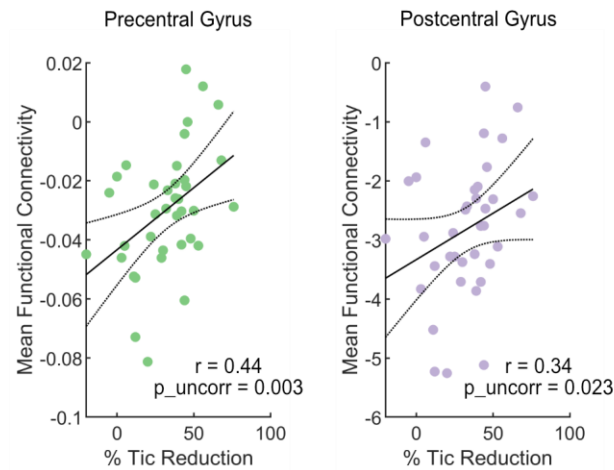 Precentral Gyrus
Mean Functional Connectivity
0.02
0
-0.02
-0.04
-0.06
-0.08
-0.1
r = 0.44
p_uncorr = 0.003
0 50 100
% Tic Reduction
Postcentral Gyrus
Mean Functional Connectivity
0
-1
-2
-3
-4
-5
-6
r = 0.34
p_uncorr = 0.023
0 50 100
% Tic Reduction